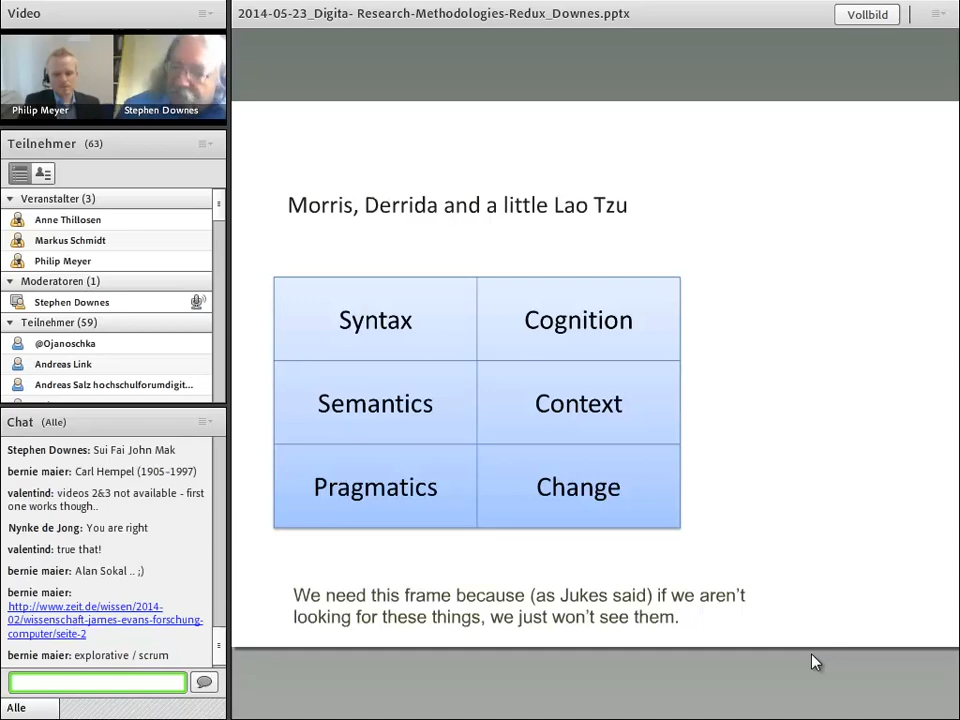 Video
2014-05-23_Digita- Research-Methodologies-Redux_Downes.pptx
Vollbild
Philip Meyer
Stephen Downes
Teilnehmer (63)
Veranstalter (3)
Anne Thillosen
Markus Schmidt
Philip Meyer
Moderatoren (1)
Stephen Downes
Teilnehmer (59)
@Ojanoschka
Andreas Link
Andreas Salz hochschulforumdigit...
Chat (Alle)
Stephen Downes: Sui Fai John Mak
bernie maier: Carl Hempel (1905-1997)
valentind: videos 2&3 not available - first
one works though..
Nynke de Jong: You are right
valentind: true that!
bernie maier: Alan Sokal .. ;)
bernie maier:
http://www.zeit.de/wissen/2014-
02/wissenschaft-james-evans-forschung-
computer/seite-2
bernie maier: explorative / scrum
Alle
Morris, Derrida and a little Lao Tzu
Syntax
Cognition
Semantics
Context
Pragmatics
Change
We need this frame because (as Jukes said) if we aren't
looking for these things, we just won't see them.